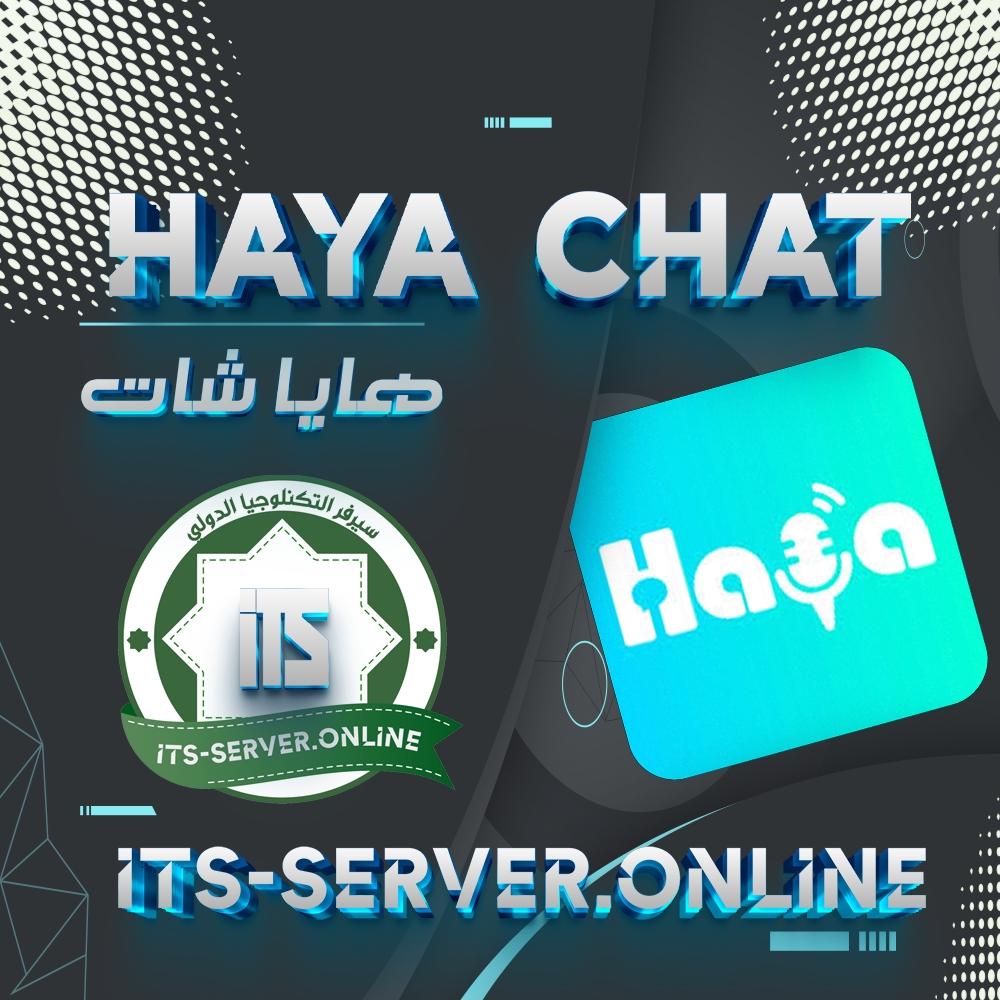 HAYA CHAT
هايا شات
Haya
سيرفر التكنلوجيا الدولي
iTS
iTS-SERVER.ONLiNE
iTS-SERVER.ONLiNE